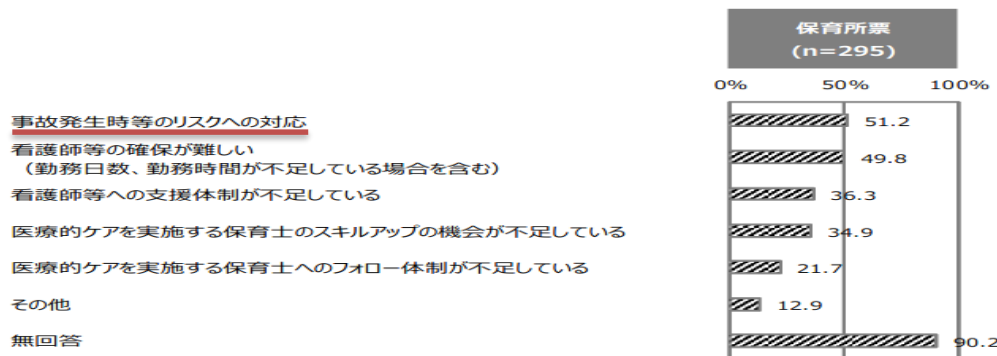 保育所票
(n=295)
0% 50% 100%
事故発生時等のリスクへの対応 51.2
看護師等の確保が難しい
（勤務日数、勤務時間が不足している場合を含む） 49.8
看護師等への支援体制が不足している 36.3
医療的ケアを実施する保育士のスキルアップの機会が不足している 34.9
医療的ケアを実施する保育士へのフォロー体制が不足している 21.7
その他 12.9
無回答 90.2